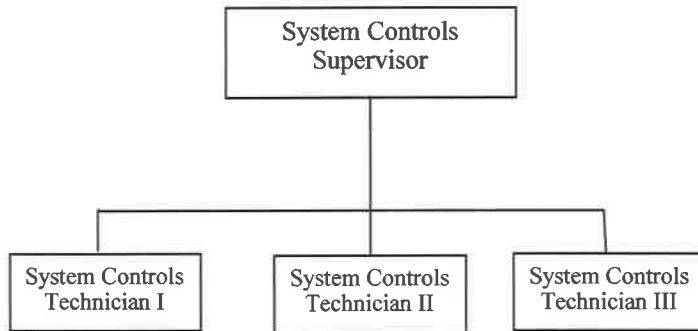 System Controls
Supervisor
System Controls
Technician I
System Controls
Technician II
System Controls
Technician III